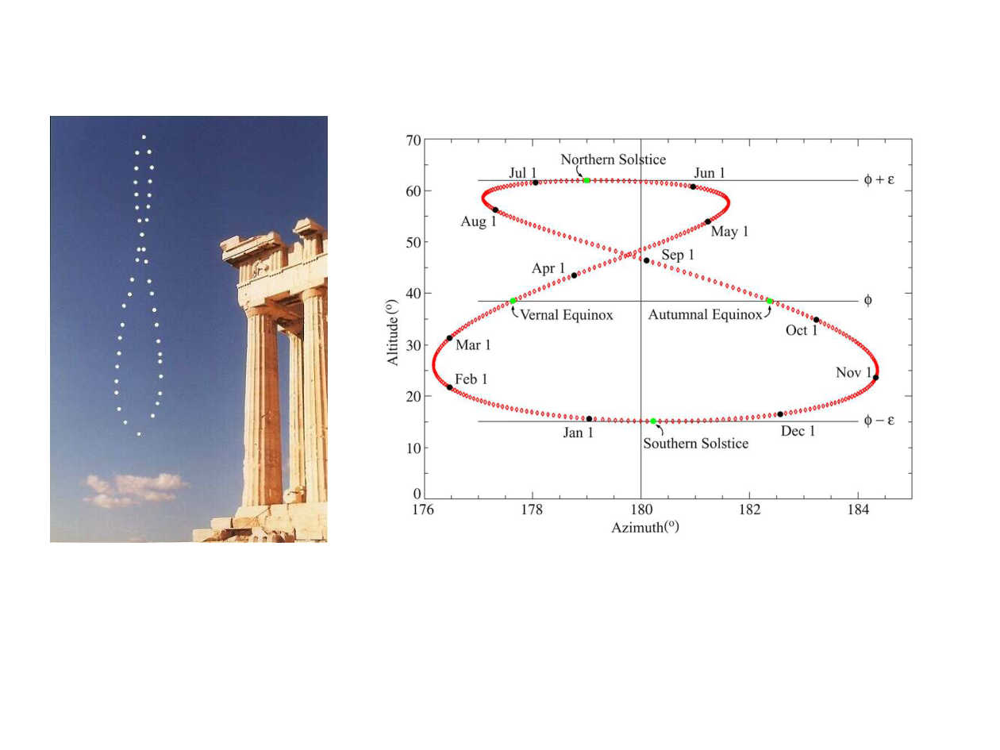 70
60
50
40
30
20
10
0
Altitude(º)
176
178
180
182
184
Azimuth(º)
Northern Solstice
Jul 1
Jun 1
ϕ + ε
Aug 1
May 1
Sep 1
Apr 1
ϕ
Vernal Equinox
Autumnal Equinox
Oct 1
Mar 1
Nov 1
Feb 1
ϕ − ε
Jan 1
Dec 1
Southern Solstice